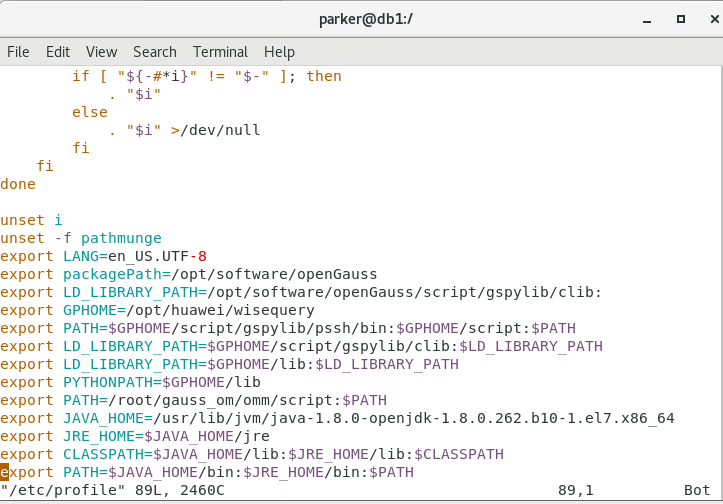 parker@db1:/
File Edit View Search Terminal Help
        if [ "${-#*i}" != "$-" ]; then
            . "$i"
        else
            . "$i" >/dev/null
        fi
    fi
done

unset i
unset -f pathmunge
export LANG=en_US.UTF-8
export packagePath=/opt/software/openGauss
export LD_LIBRARY_PATH=/opt/software/openGauss/script/gspylib/clib:
export GPHOME=/opt/huawei/wisequery
export PATH=$GPHOME/script/gspylib/pssh/bin:$GPHOME/script:$PATH
export LD_LIBRARY_PATH=$GPHOME/script/gspylib/clib:$LD_LIBRARY_PATH
export LD_LIBRARY_PATH=$GPHOME/lib:$LD_LIBRARY_PATH
export PYTHONPATH=$GPHOME/lib
export PATH=/root/gauss_om/omm/script:$PATH
export JAVA_HOME=/usr/lib/jvm/java-1.8.0-openjdk-1.8.0.262.b10-1.el7.x86_64
export JRE_HOME=$JAVA_HOME/jre
export CLASSPATH=$JAVA_HOME/lib:$JRE_HOME/lib:$CLASSPATH
export PATH=$JAVA_HOME/bin:$JRE_HOME/bin:$PATH
"/etc/profile" 89L, 2460C 89,1 Bot